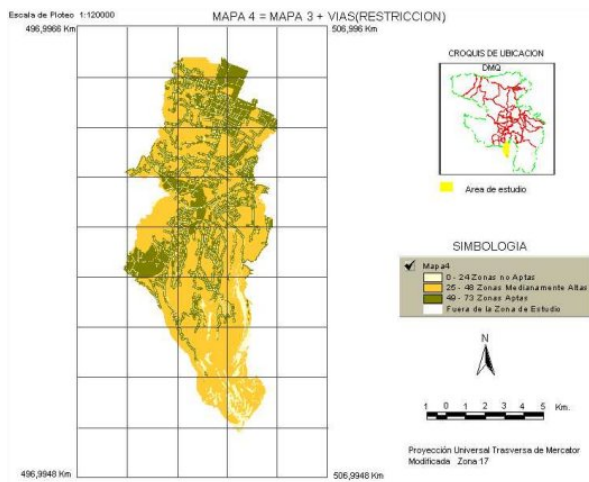 Escala de Ploteo 1:120000
MAPA 4 = MAPA 3 + VIAS(RESTRICCION)
496,9966 Km
506,996 Km
CROQUIS DE UBICACION
DMQ
Area de estudio
SIMBOLOGIA
Mapa4
0 - 24 Zonas no Aptas
25 - 48 Zonas Medianamente Altas
49 - 73 Zonas Aptas
Fuera de la Zona de Estudio
N
1 0 1 2 3 4 5 Km.
Proyección Universal Trasversa de Mercator
Modificada Zona 17
496,9948 Km
506,9948 Km